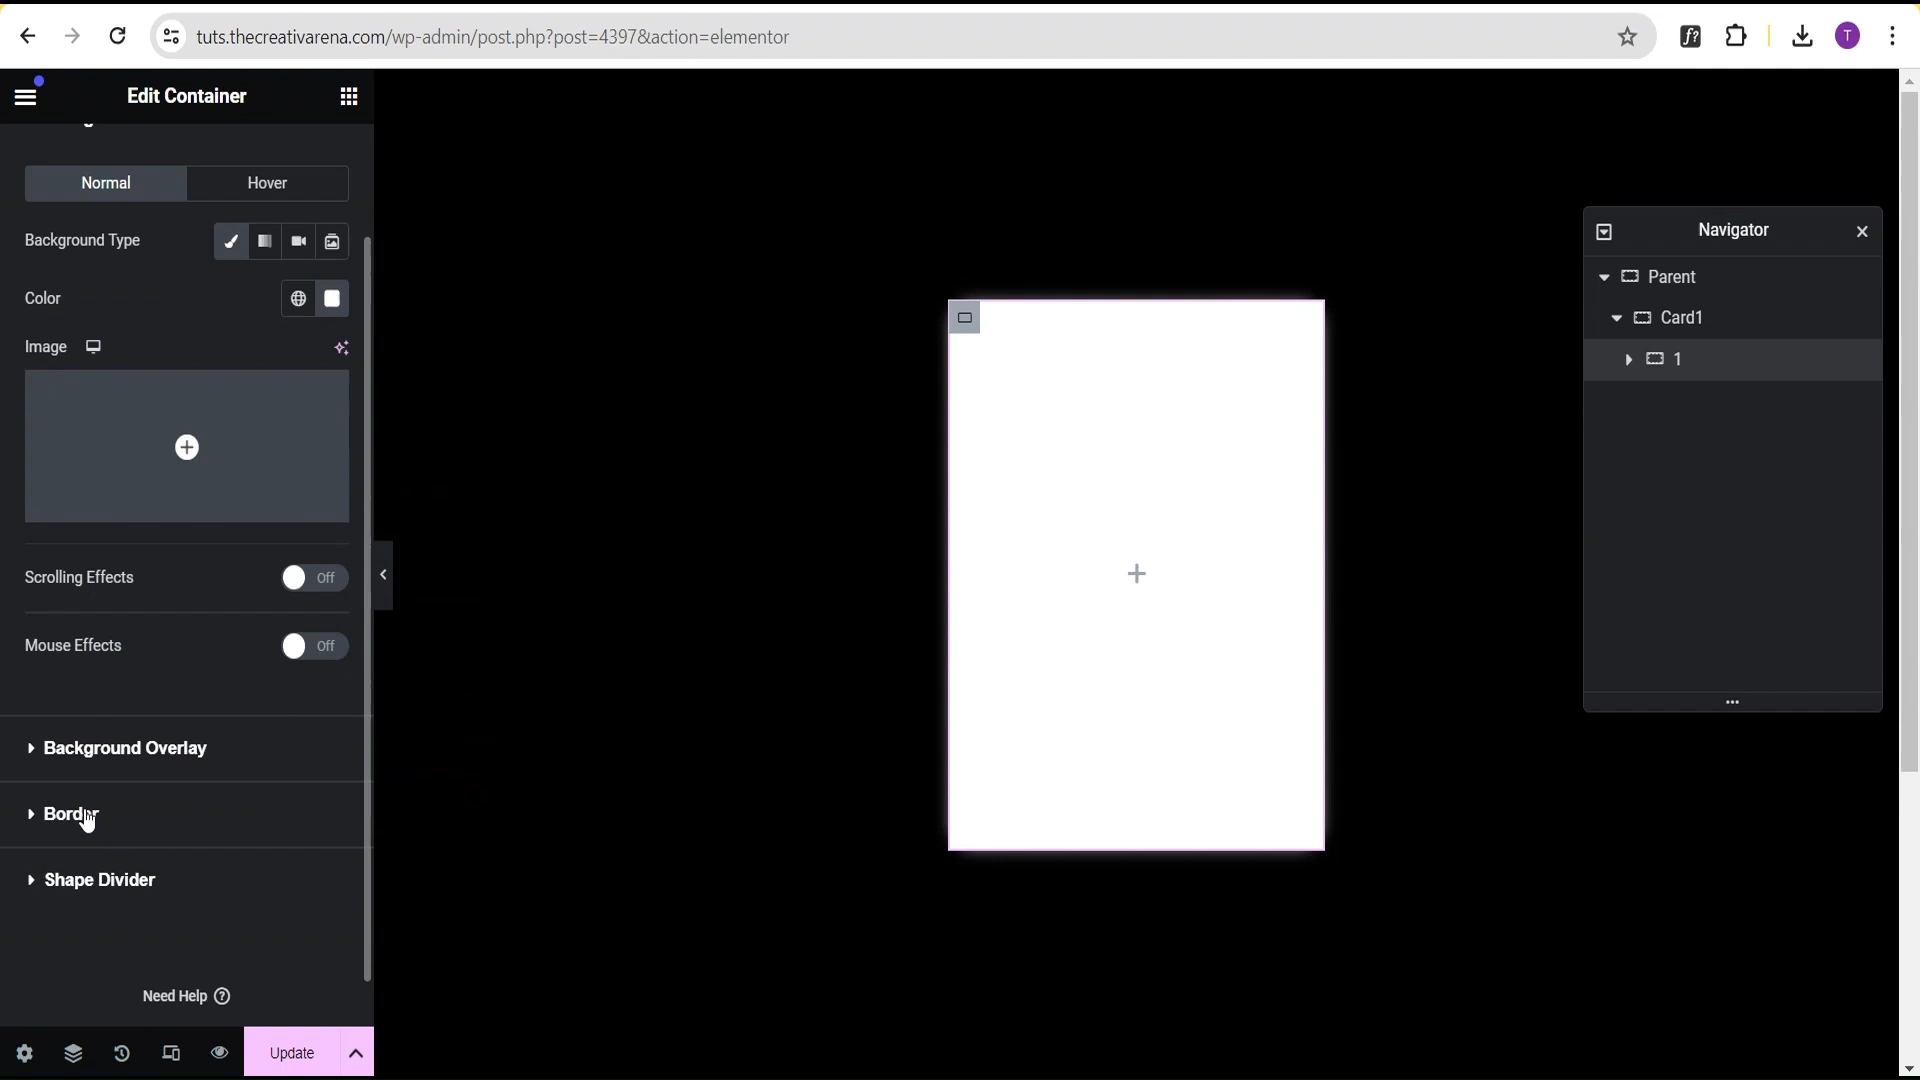 tuts.thecreativarena.com/wp-admin/post.php?post=4397&action=elementor
f?
T
Edit Container
Normal
Hover
Background Type
Color
Image
Scrolling Effects
Off
Mouse Effects
Off
Background Overlay
Border
Shape Divider
Need Help ?
Update
Navigator
Parent
Card1
1